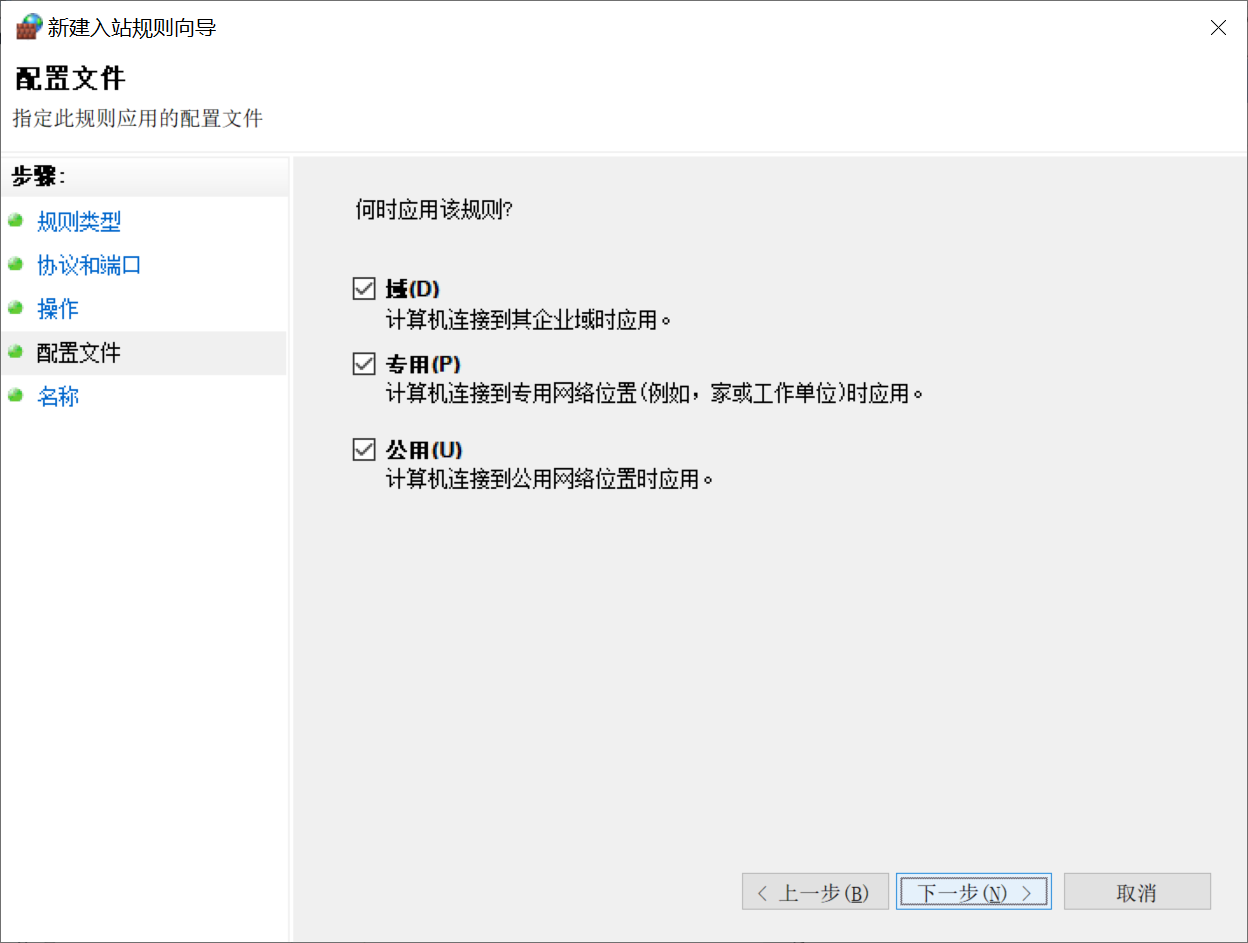 新建入站规则向导
配置文件
指定此规则应用的配置文件
步骤:
规则类型
协议和端口
操作
配置文件
名称
何时应用该规则?
域(D)
计算机连接到其企业域时应用。
专用(P)
计算机连接到专用网络位置(例如，家或工作单位)时应用。
公用(U)
计算机连接到公用网络位置时应用。
< 上一步(B)
下一步(N) >
取消